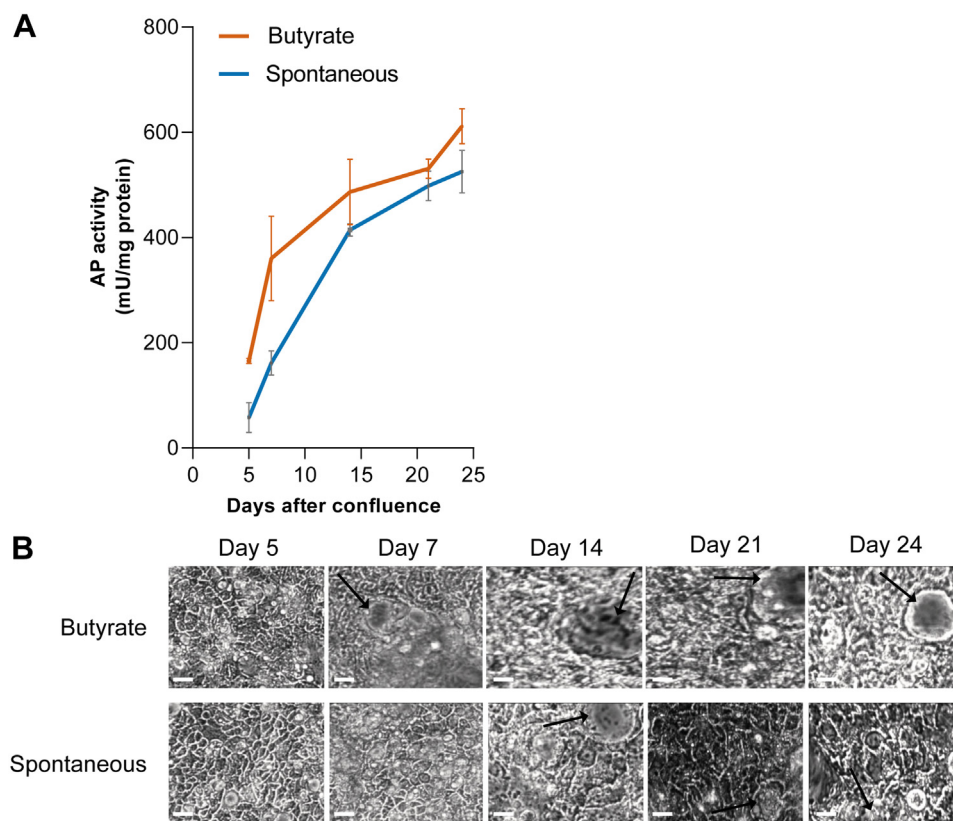 A
800
600
400
200
0
AP activity
(mU/mg protein)
Butyrate
Spontaneous
0 5 10 15 20 25
Days after confluence
B
Day 5 Day 7 Day 14 Day 21 Day 24
Butyrate
Spontaneous